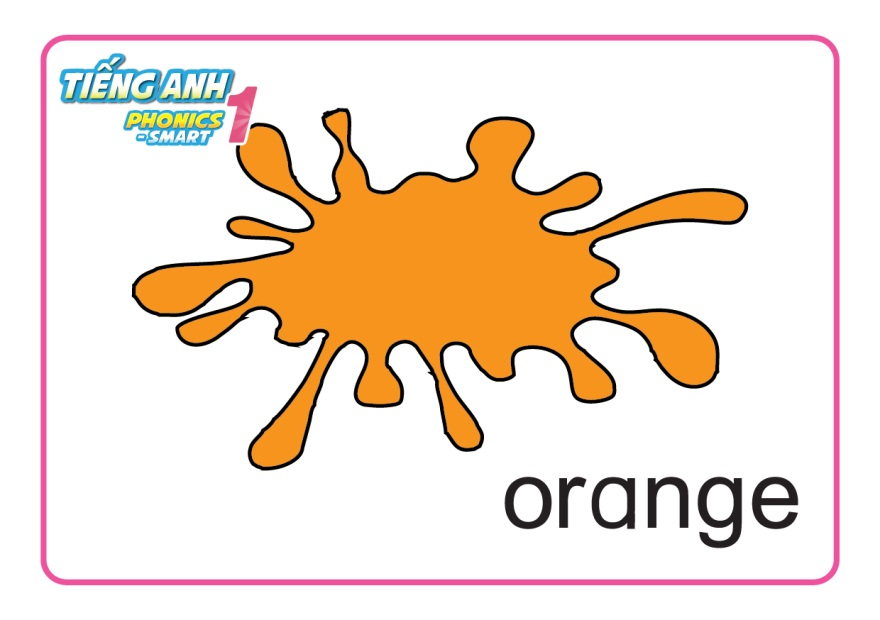 TIẾNG ANH 1
PHONICS
- SMART
orange